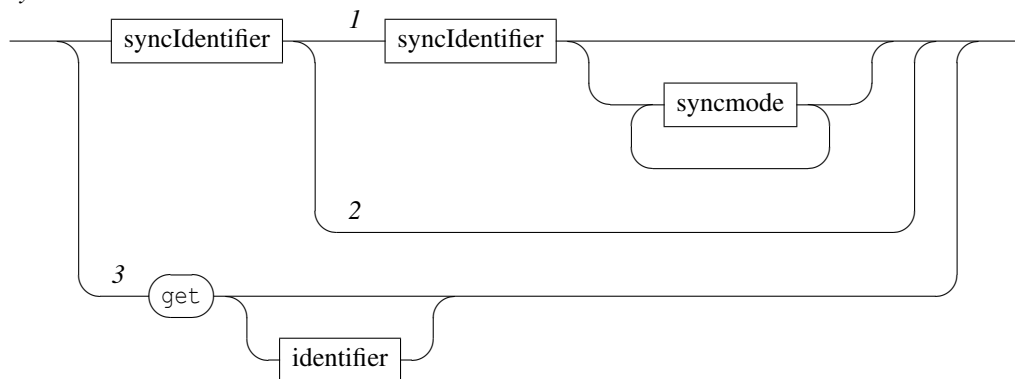 1
syncIdentifier syncIdentifier
syncmode
2
3
get
identifier